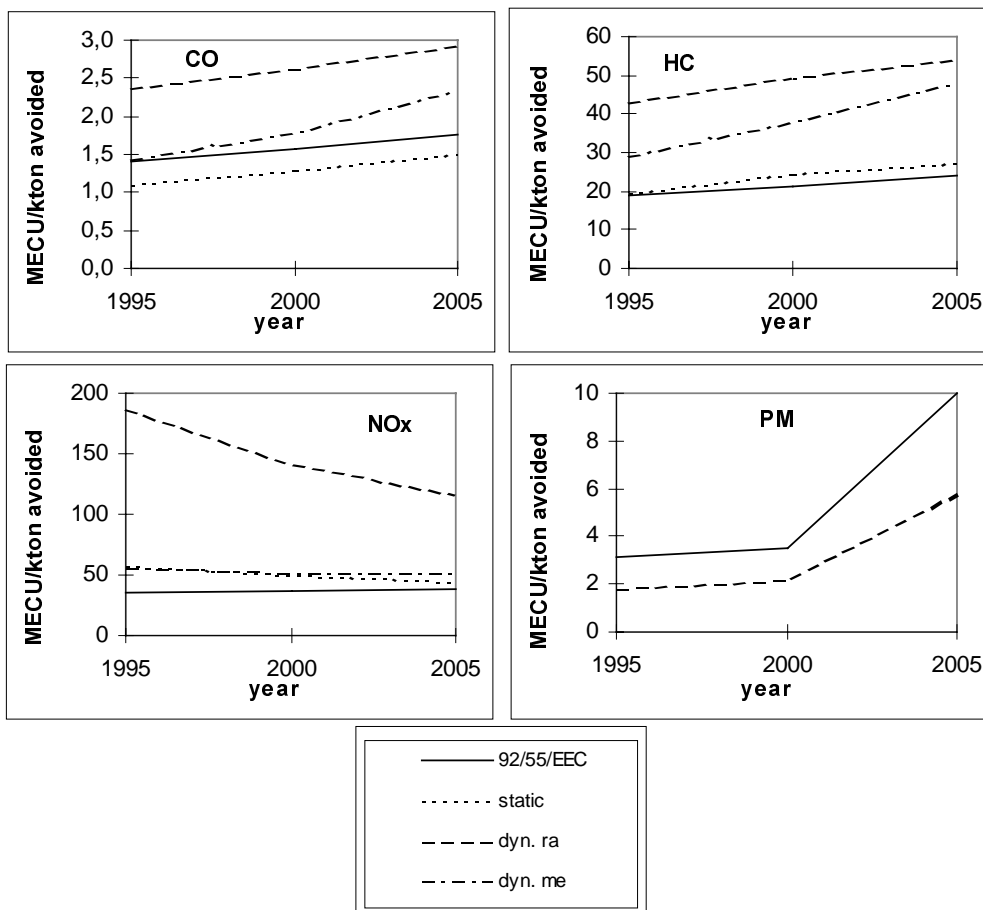 CO
MECU/kton avoided
3,0
2,5
2,0
1,5
1,0
0,5
0,0
1995 2000 2005
year
HC
MECU/kton avoided
60
50
40
30
20
10
0
1995 2000 2005
year
NOx
MECU/kton avoided
200
150
100
50
0
1995 2000 2005
year
PM
MECU/kton avoided
10
8
6
4
2
0
1995 2000 2005
year
92/55/EEC
static
dyn. ra
dyn. me